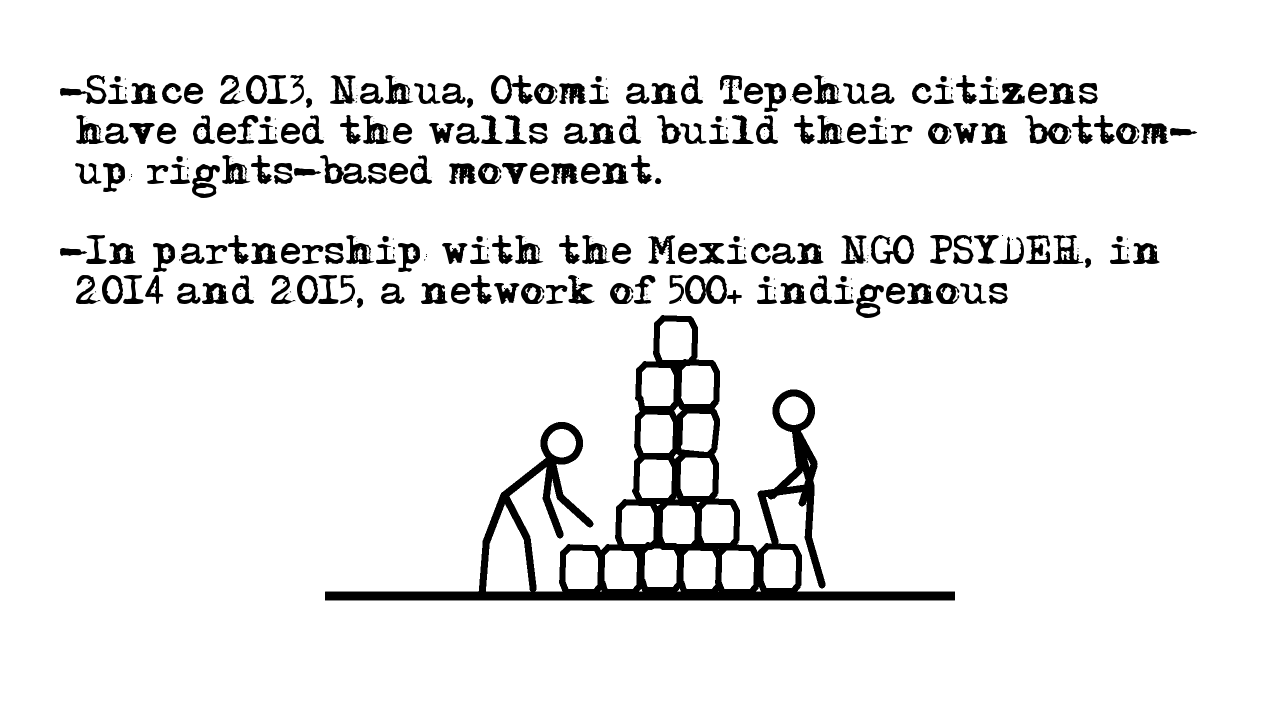 -Since 2013, Nahua, Otomi and Tepehua citizens
have defied the walls and build their own bottom-
up rights-based movement.
-In partnership with the Mexican NGO PSYDEH, in
2014 and 2015, a network of 500+ indigenous